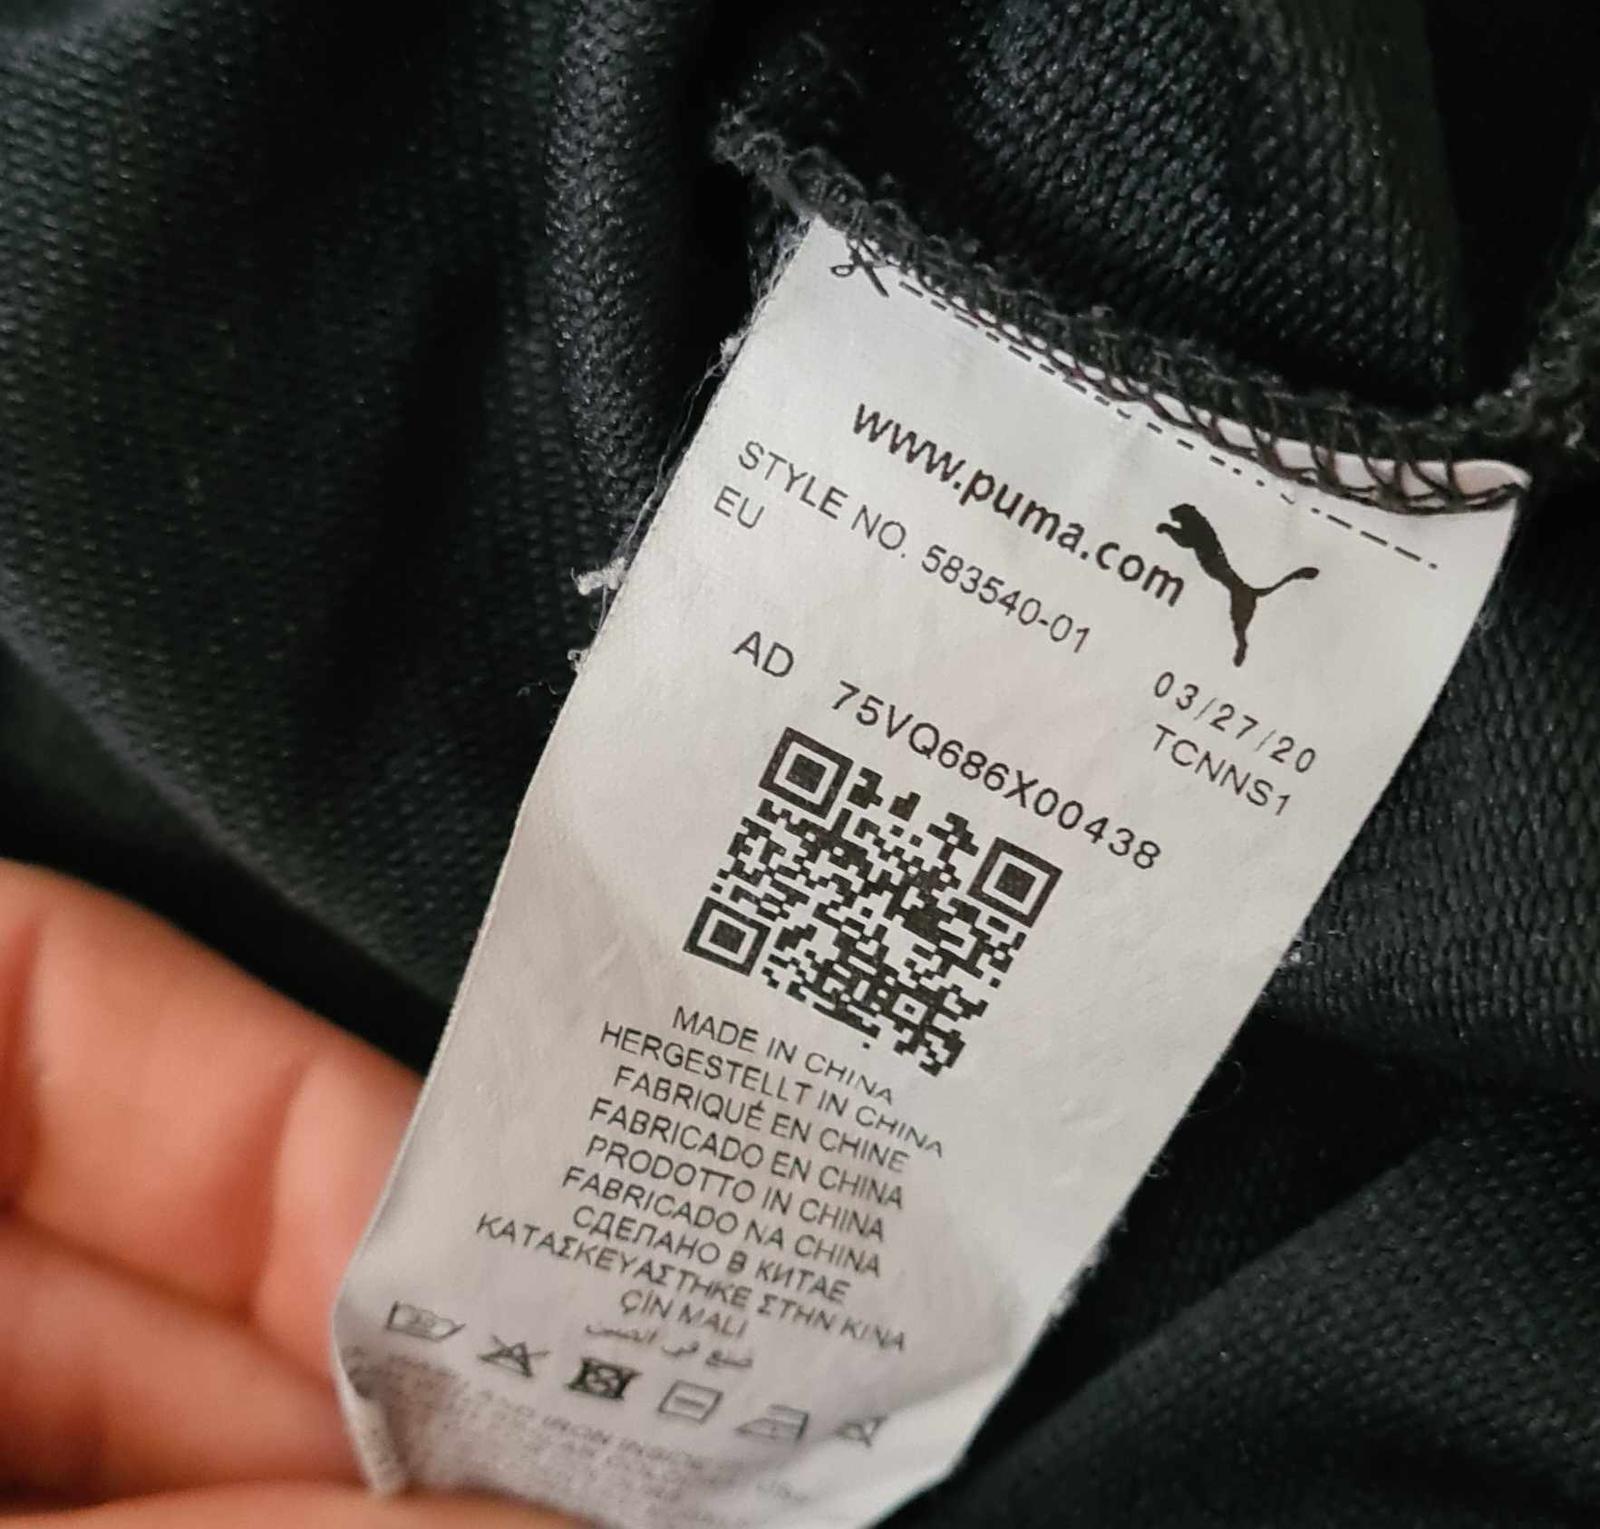 www.puma.com
STYLE NO. 583540-01
EU
03/27/20
AD 75VQ686X00438
TCNNS1
MADE IN CHINA
HERGESTELLT IN CHINA
FABRIQUÉ EN CHINE
FABRICADO EN CHINA
PRODOTTO IN CHINA
FABRICADO NA CHINA
СДЕЛАНО В КИТАЕ
ΚΑΤΑΣΚΕΥΑΣΤΗΚΕ ΣΤΗΝ ΚΙΝΑ
ÇİN MALI
صنع في الصين
IRON INSIDE